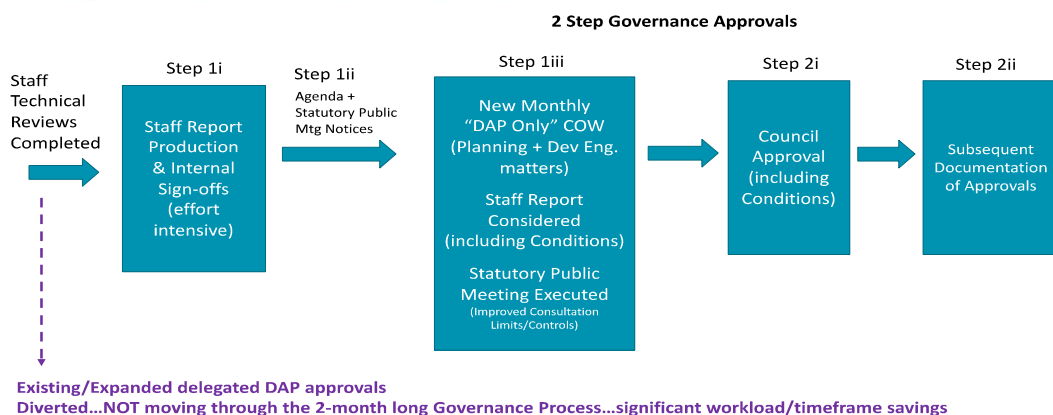 2 Step Governance Approvals
Staff
Technical
Reviews
Completed
Step 1i
Staff Report
Production
& Internal
Sign-offs
(effort
intensive)
Step 1ii
Agenda +
Statutory Public
Mtg Notices
Step 1iii
New Monthly
“DAP Only” COW
(Planning + Dev Eng.
matters)
Staff Report
Considered
(including Conditions)
Statutory Public
Meeting Executed
(Improved Consultation
Limits/Controls)
Step 2i
Council
Approval
(including
Conditions)
Step 2ii
Subsequent
Documentation
of Approvals
Existing/Expanded delegated DAP approvals
Diverted...NOT moving through the 2-month long Governance Process...significant workload/timeframe savings